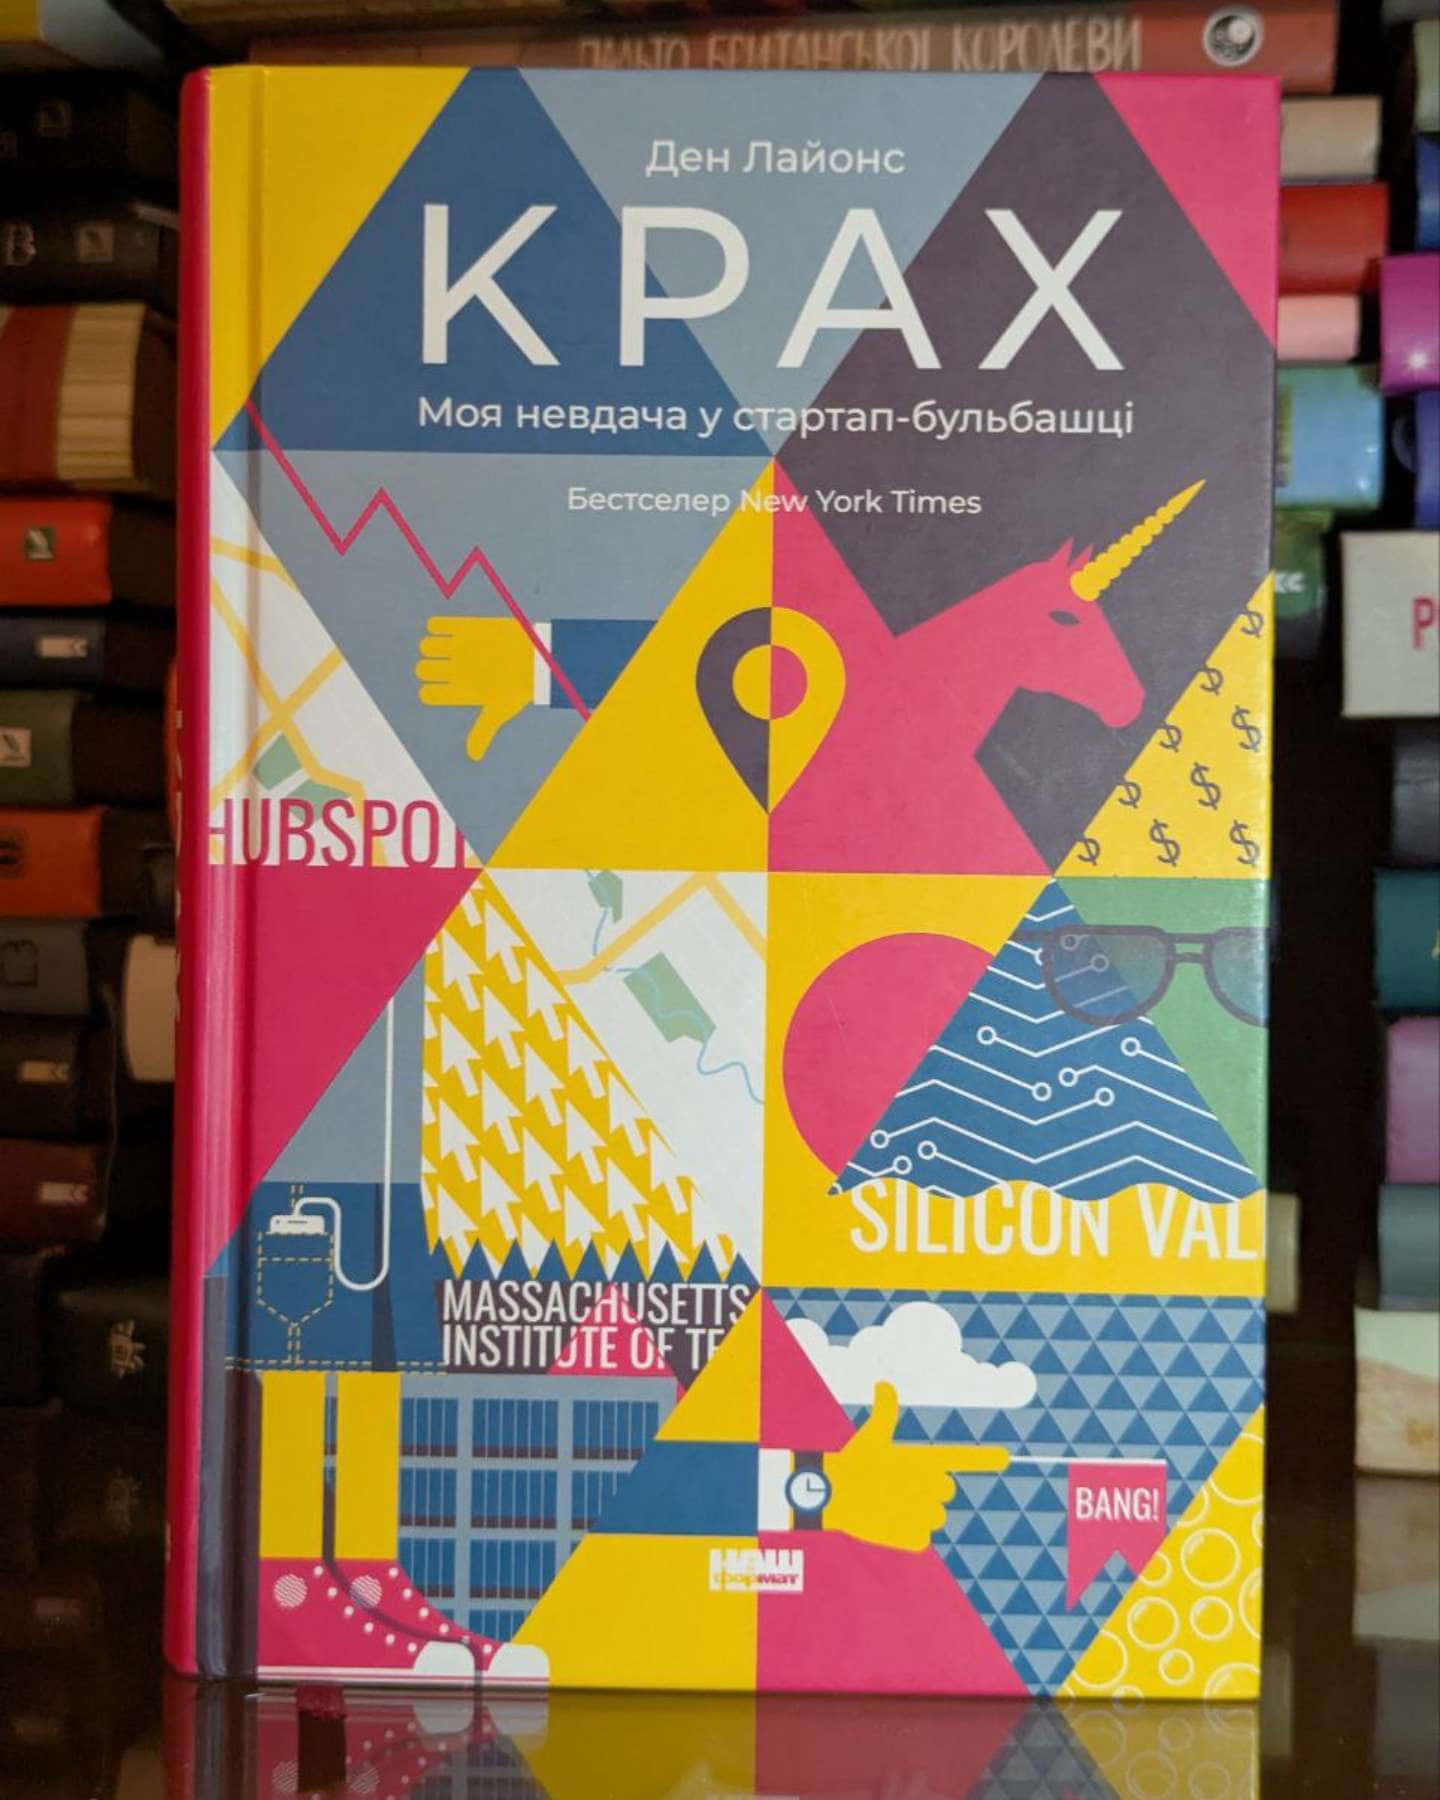 ПАЛЬТО БРИТАНСЬКОЇ КОРОЛЕВИ
Ден Лайонс
КРАХ
Моя невдача у стартап-бульбашці
Бестселер New York Times
HUBSPOT
SILICON VAL
MASSACHUSETTS
INSTITUTE OF TE
BANG!
НАШ
формат